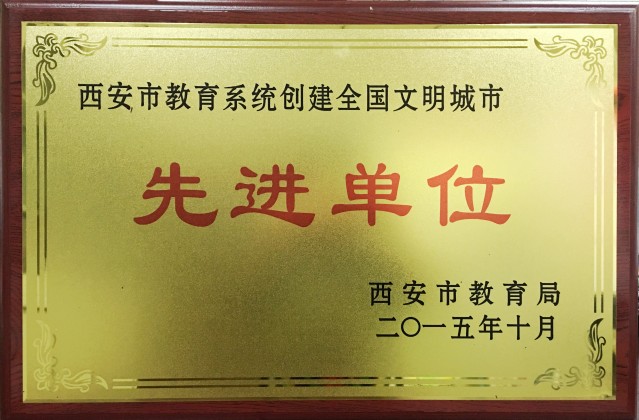 西安市教育系统创建全国文明城市
先进单位
西安市教育局
二〇一五年十月